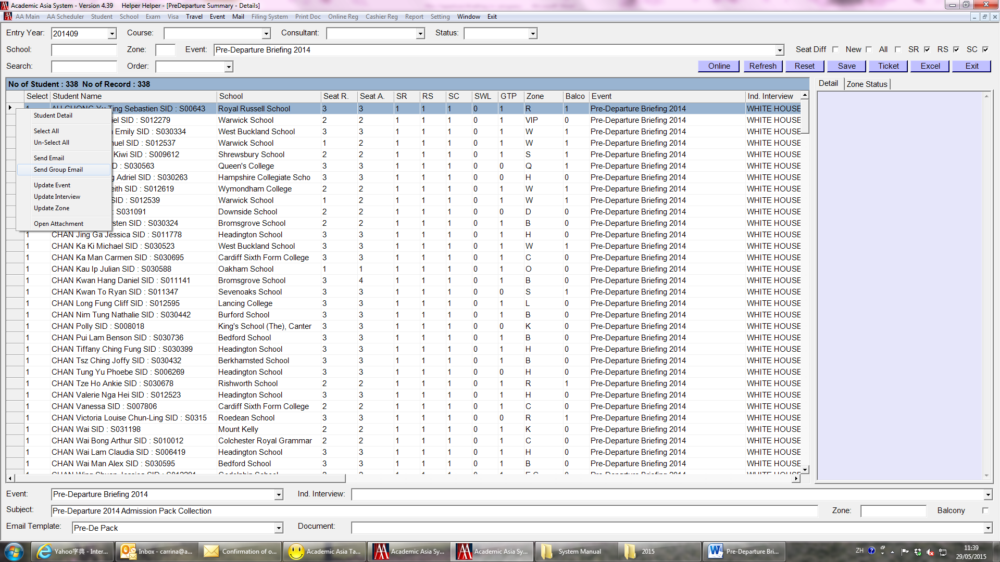 Academic Asia System - Version 4.39 Helper Helper - [PreDeparture Summary - Details]
AA Main AA Scheduler Student School Exam Visa Travel Event Mail Filing System Print Doc Online Reg Cashier Reg Report Setting Window Exit
Entry Year: 201409 Course: Consultant: Status:
School: Zone: Event: Pre-Departure Briefing 2014 Seat Diff New All SR RS SC
Search: Order: Online Refresh Reset Save Ticket Excel Exit
No of Student : 338 No of Record : 338 Detail Zone Status
Select Student Name School Seat R. Seat A. SR RS SC SWL GTP Zone Balco Event Ind. Interview
Ting Sebastien SID : S00643 Royal Russell School 3 3 1 1 1 0 1 R 1 Pre-Departure Briefing 2014 WHITE HOUSE
SID : S012279 Warwick School 2 2 1 1 1 0 1 VIP 0 Pre-Departure Briefing 2014 WHITE HOUSE
Emily SID : S030334 West Buckland School 3 3 1 1 1 0 1 W 1 Pre-Departure Briefing 2014 WHITE HOUSE
SID : S012537 Warwick School 1 2 1 1 1 0 1 W 1 Pre-Departure Briefing 2014 WHITE HOUSE
Kiwi SID : S009612 Shrewsbury School 2 2 1 1 1 0 1 S 1 Pre-Departure Briefing 2014 WHITE HOUSE
: S030563 Queen's College 3 3 1 1 1 0 0 Q 1 Pre-Departure Briefing 2014 WHITE HOUSE
Adriel SID : S030263 Hampshire Collegiate Scho 3 3 1 1 1 0 0 H 0 Pre-Departure Briefing 2014 WHITE HOUSE
SID : S012619 Wymondham College 2 2 1 1 1 0 1 W 1 Pre-Departure Briefing 2014 WHITE HOUSE
SID : S012539 Warwick School 1 2 1 1 1 0 1 W 1 Pre-Departure Briefing 2014 WHITE HOUSE
: S031091 Downside School 2 2 1 1 1 0 0 D 0 Pre-Departure Briefing 2014 WHITE HOUSE
SID : S030324 Bromsgrove School 2 2 1 1 1 0 1 B 0 Pre-Departure Briefing 2014 WHITE HOUSE
Student Detail
Select All
Un-Select All
Send Email
Send Group Email
Update Event
Update Interview
Update Zone
Open Attachment
1 CHAN Jing Ga Jessica SID : S011778 Headington School 3 3 1 1 1 0 1 H 0 Pre-Departure Briefing 2014 WHITE HOUSE
1 CHAN Ka Ki Michael SID : S030523 West Buckland School 3 3 1 1 1 0 1 W 1 Pre-Departure Briefing 2014 WHITE HOUSE
1 CHAN Ka Man Carmen SID : S030695 Cardiff Sixth Form College 3 3 1 1 1 0 1 C 0 Pre-Departure Briefing 2014 WHITE HOUSE
1 CHAN Kau Ip Julian SID : S030588 Oakham School 1 1 1 1 1 0 1 O 0 Pre-Departure Briefing 2014 WHITE HOUSE
1 CHAN Kwan Hang Daniel SID : S011141 Bromsgrove School 3 4 1 1 1 0 1 B 0 Pre-Departure Briefing 2014 WHITE HOUSE
1 CHAN Kwan To Ryan SID : S011347 Sevenoaks School 3 3 1 1 1 0 0 S 1 Pre-Departure Briefing 2014 WHITE HOUSE
1 CHAN Long Fung Cliff SID : S012595 Lancing College 3 3 1 1 1 0 1 L 0 Pre-Departure Briefing 2014 WHITE HOUSE
1 CHAN Nim Tung Nathalie SID : S030442 Burford School 3 3 1 1 1 0 1 B 0 Pre-Departure Briefing 2014 WHITE HOUSE
1 CHAN Polly SID : S008018 King's School (The), Canter 3 3 1 1 1 0 0 K 0 Pre-Departure Briefing 2014 WHITE HOUSE
1 CHAN Pui Lam Benson SID : S030736 Bedford School 3 3 1 1 1 0 1 B 0 Pre-Departure Briefing 2014 WHITE HOUSE
1 CHAN Tiffany Ching Fung SID : S030399 Headington School 3 3 1 1 1 0 1 H 0 Pre-Departure Briefing 2014 WHITE HOUSE
1 CHAN Tsz Ching Joffy SID : S030432 Berkhamsted School 3 3 1 1 1 0 1 B 0 Pre-Departure Briefing 2014 WHITE HOUSE
1 CHAN Tung Yu Phoebe SID : S006269 Headington School 3 3 1 1 1 0 0 H 0 Pre-Departure Briefing 2014 WHITE HOUSE
1 CHAN Tze Ho Ankie SID : S030678 Rishworth School 2 2 1 1 1 0 1 R 1 Pre-Departure Briefing 2014 WHITE HOUSE
1 CHAN Valerie Nga Hei SID : S012523 Headington School 3 3 1 1 1 0 1 H 0 Pre-Departure Briefing 2014 WHITE HOUSE
1 CHAN Vanessa SID : S007806 Cardiff Sixth Form College 2 2 1 1 1 0 1 C 0 Pre-Departure Briefing 2014 WHITE HOUSE
1 CHAN Victoria Louise Chun-Ling SID : S0315 Roedean School 3 3 1 1 1 0 0 R 1 Pre-Departure Briefing 2014 WHITE HOUSE
1 CHAN Wai SID : S031198 Mount Kelly 2 2 1 1 1 0 1 K 0 Pre-Departure Briefing 2014 WHITE HOUSE
1 CHAN Wai Bong Arthur SID : S010012 Colchester Royal Grammar 2 2 1 1 1 0 1 C 0 Pre-Departure Briefing 2014 WHITE HOUSE
1 CHAN Wai Lam Claudia SID : S006419 Headington School 3 3 1 1 1 0 1 H 0 Pre-Departure Briefing 2014 WHITE HOUSE
1 CHAN Wai Man Alex SID : S030595 Bedford School 3 3 1 1 1 0 1 B 0 Pre-Departure Briefing 2014 WHITE HOUSE
Event: Pre-Departure Briefing 2014 Ind. Interview:
Subject: Pre-Departure 2014 Admission Pack Collection Zone: Balcony
Email Template: Pre-De Pack Document:
Yahoo字典 - Inter... Inbox - carrina@a... Confirmation of o... Academic Asia Ta... Academic Asia Sy... Academic Asia Sy... System Manual 2015 Pre-Departure Bri... ZH 11:39
29/05/2015